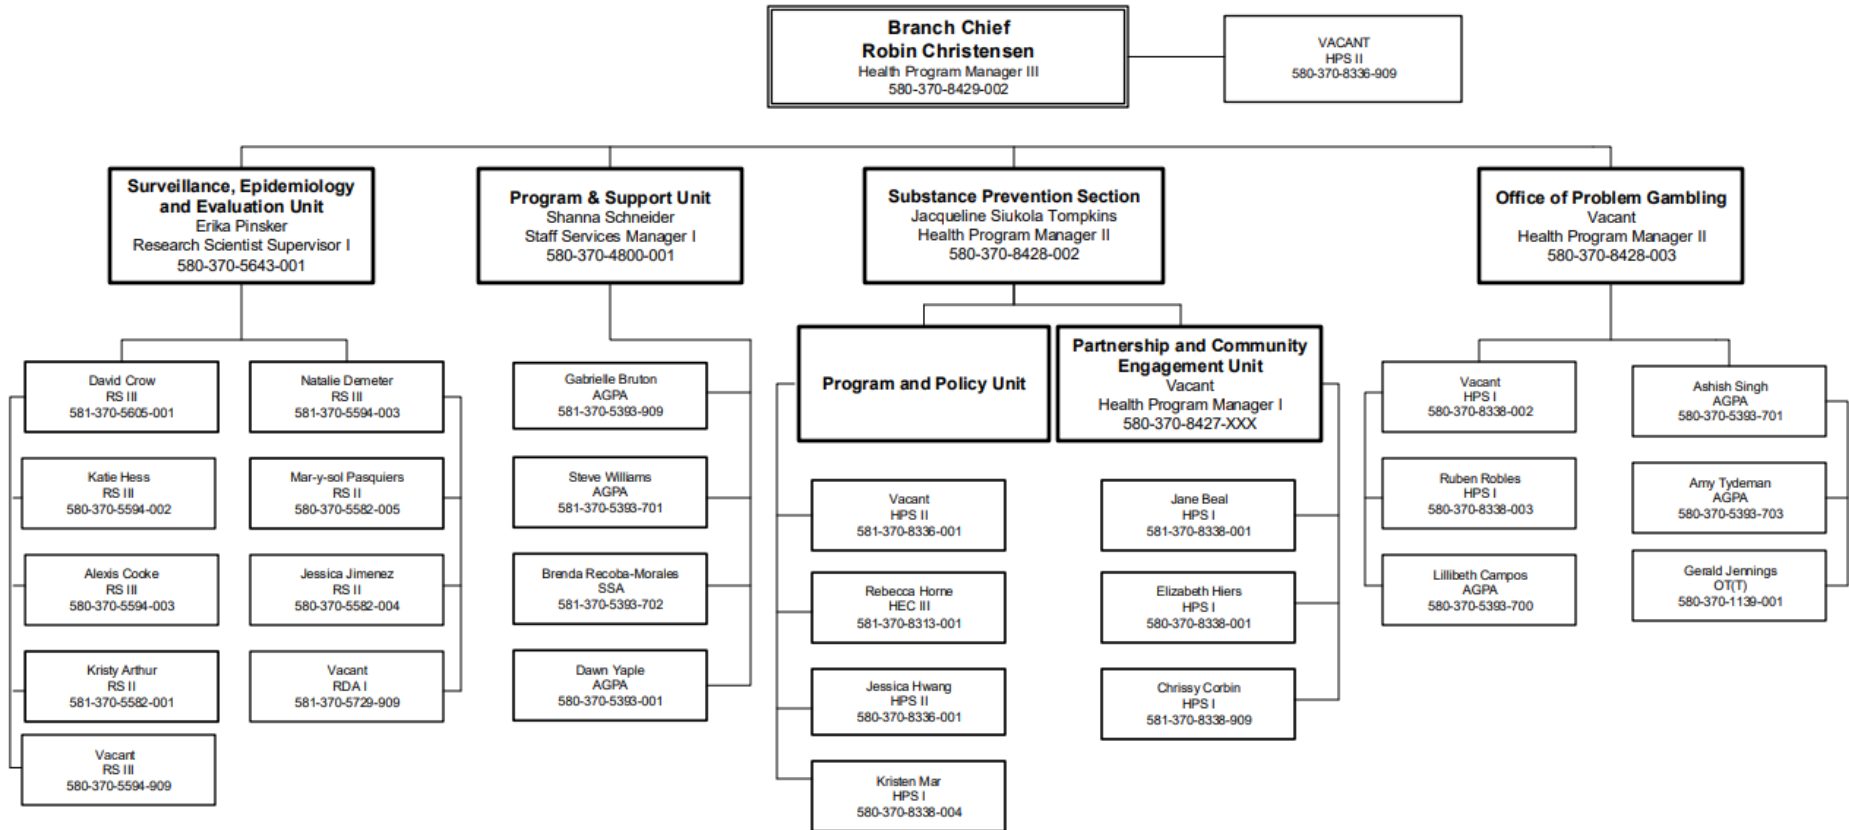 Branch Chief
Robin Christensen
Health Program Manager III
580-370-8429-002
VACANT
HPS II
580-370-8336-909
Surveillance, Epidemiology
and Evaluation Unit
Erika Pinsker
Research Scientist Supervisor I
580-370-5643-001
Program & Support Unit
Shanna Schneider
Staff Services Manager I
580-370-4800-001
Substance Prevention Section
Jacqueline Siukola Tompkins
Health Program Manager II
580-370-8428-002
Office of Problem Gambling
Vacant
Health Program Manager II
580-370-8428-003
Program and Policy Unit
Partnership and Community
Engagement Unit
Vacant
Health Program Manager I
580-370-8427-XXX
David Crow
RS III
581-370-5605-001
Katie Hess
RS III
580-370-5594-002
Alexis Cooke
RS III
580-370-5594-003
Kristy Arthur
RS II
581-370-5582-001
Vacant
RS III
580-370-5594-909
Natalie Demeter
RS III
581-370-5594-003
Mar-y-sol Pasquiers
RS II
580-370-5582-005
Jessica Jimenez
RS II
580-370-5582-004
Vacant
RDA I
581-370-5729-909
Gabrielle Bruton
AGPA
581-370-5393-909
Steve Williams
AGPA
581-370-5393-701
Brenda Recoba-Morales
SSA
581-370-5393-702
Dawn Yaple
AGPA
580-370-5393-001
Vacant
HPS II
581-370-8336-001
Rebecca Horne
HEC III
581-370-8313-001
Jessica Hwang
HPS II
580-370-8336-001
Kristen Mar
HPS I
580-370-8338-004
Jane Beal
HPS I
581-370-8338-001
Elizabeth Hiers
HPS I
580-370-8338-001
Chrissy Corbin
HPS I
581-370-8338-909
Vacant
HPS I
580-370-8338-002
Ruben Robles
HPS I
580-370-8338-003
Lillibeth Campos
AGPA
580-370-5393-700
Ashish Singh
AGPA
580-370-5393-701
Amy Tydeman
AGPA
580-370-5393-703
Gerald Jennings
OT(T)
580-370-1139-001